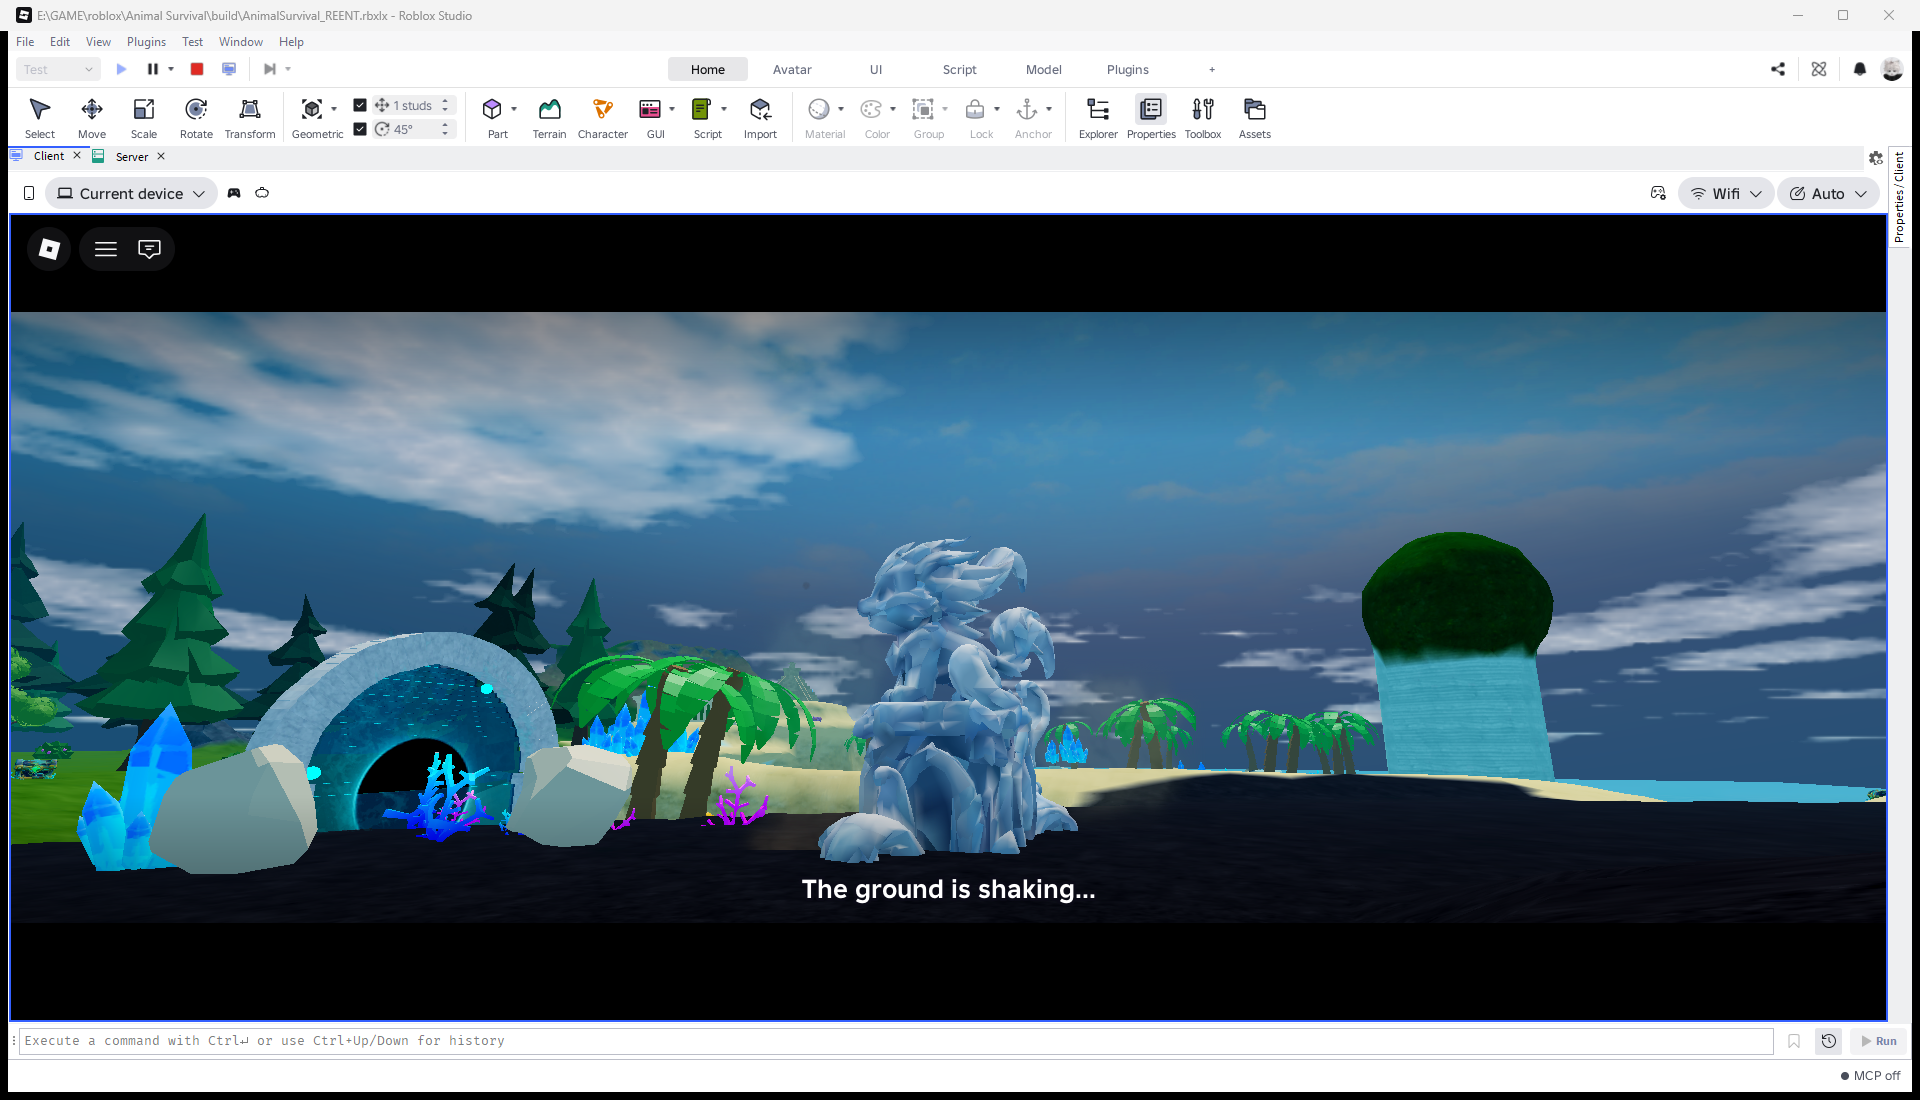 E:\GAME\roblox\Animal Survival\build\AnimalSurvival_REENT.rbxlx - Roblox Studio
File Edit View Plugins Test Window Help
Test
Home Avatar UI Script Model Plugins +
1 studs
45°
Select Move Scale Rotate Transform Geometric Part Terrain Character GUI Script Import Material Color Group Lock Anchor Explorer Properties Toolbox Assets
Client Server
Properties / Client
Current device Wifi Auto
The ground is shaking...
Execute a command with Ctrl↵ or use Ctrl+Up/Down for history
Run
MCP off